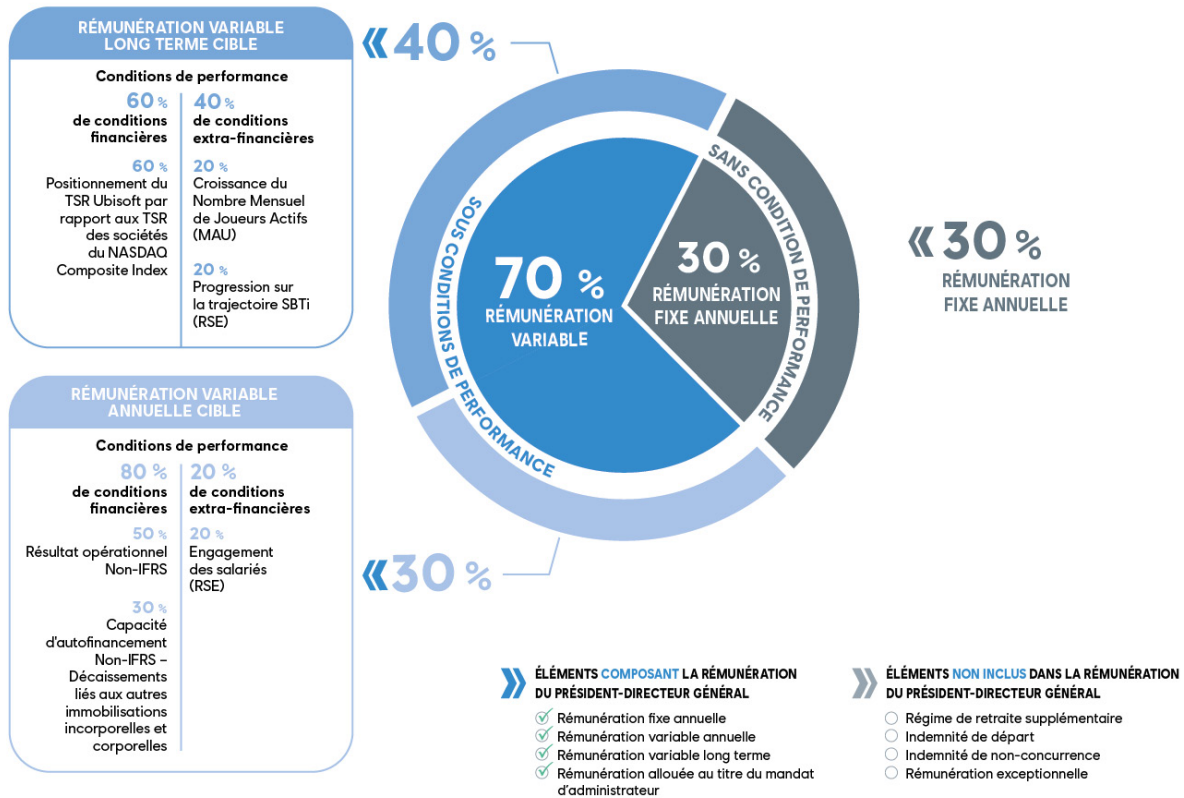 RÉMUNÉRATION VARIABLE
LONG TERME CIBLE
Conditions de performance
60 %
de conditions
financières
60 %
Positionnement du
TSR Ubisoft par
rapport aux TSR
des sociétés
du NASDAQ
Composite Index
40 %
de conditions
extra-financières
20 %
Croissance du
Nombre Mensuel
de Joueurs Actifs
(MAU)
20 %
Progression sur
la trajectoire SBTi
(RSE)
40 %
RÉMUNÉRATION VARIABLE
ANNUELLE CIBLE
Conditions de performance
80 %
de conditions
financières
50 %
Résultat opérationnel
Non-IFRS
30 %
Capacité
d'autofinancement
Non-IFRS –
Décaissements
liés aux autres
immobilisations
incorporelles et
corporelles
20 %
de conditions
extra-financières
20 %
Engagement
des salariés
(RSE)
30 %
SOUS CONDITIONS DE PERFORMANCE
70 %
RÉMUNÉRATION
VARIABLE
SANS CONDITION DE PERFORMANCE
30 %
RÉMUNÉRATION
FIXE ANNUELLE
30 %
RÉMUNÉRATION
FIXE ANNUELLE
ÉLÉMENTS COMPOSANT LA RÉMUNÉRATION
DU PRÉSIDENT-DIRECTEUR GÉNÉRAL
Rémunération fixe annuelle
Rémunération variable annuelle
Rémunération variable long terme
Rémunération allouée au titre du mandat
d'administrateur
ÉLÉMENTS NON INCLUS DANS LA RÉMUNÉRATION
DU PRÉSIDENT-DIRECTEUR GÉNÉRAL
Régime de retraite supplémentaire
Indemnité de départ
Indemnité de non-concurrence
Rémunération exceptionnelle